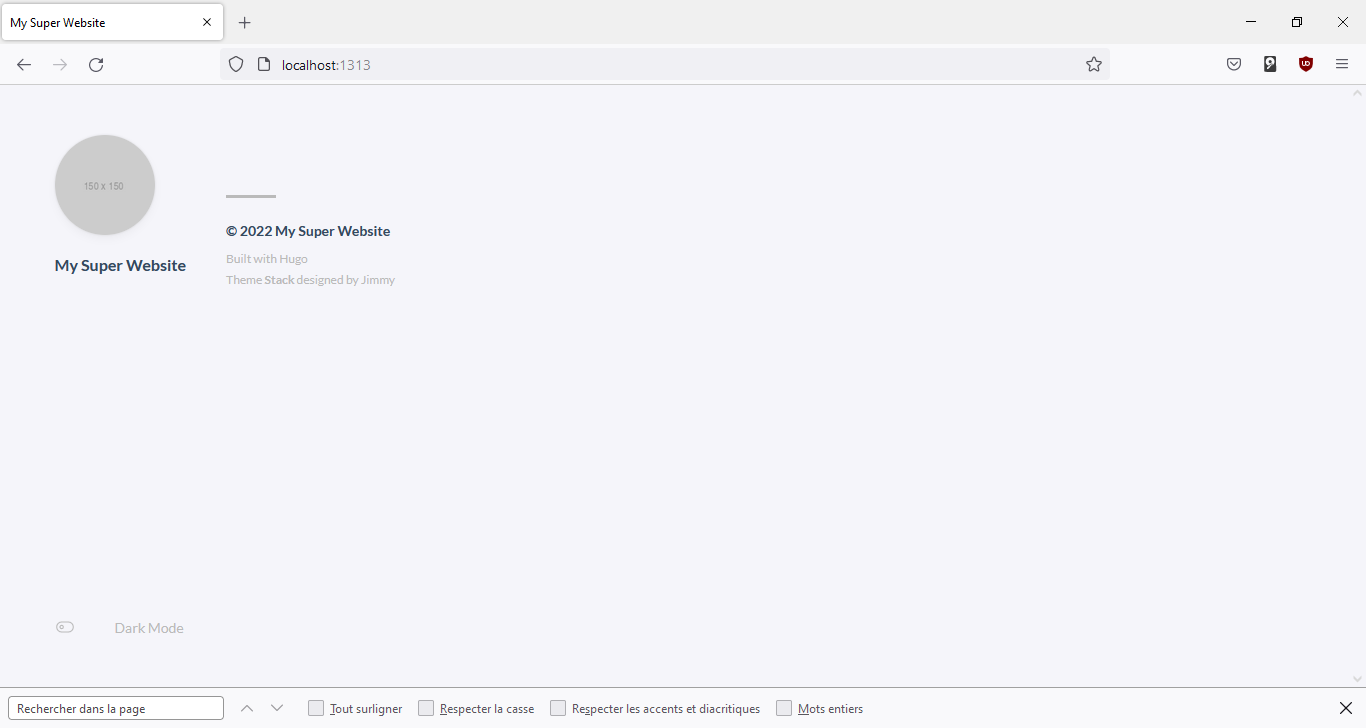 My Super Website
localhost:1313
150 x 150
My Super Website
© 2022 My Super Website
Built with Hugo
Theme Stack designed by Jimmy
Dark Mode
Rechercher dans la page
Tout surligner
Respecter la casse
Respecter les accents et diacritiques
Mots entiers